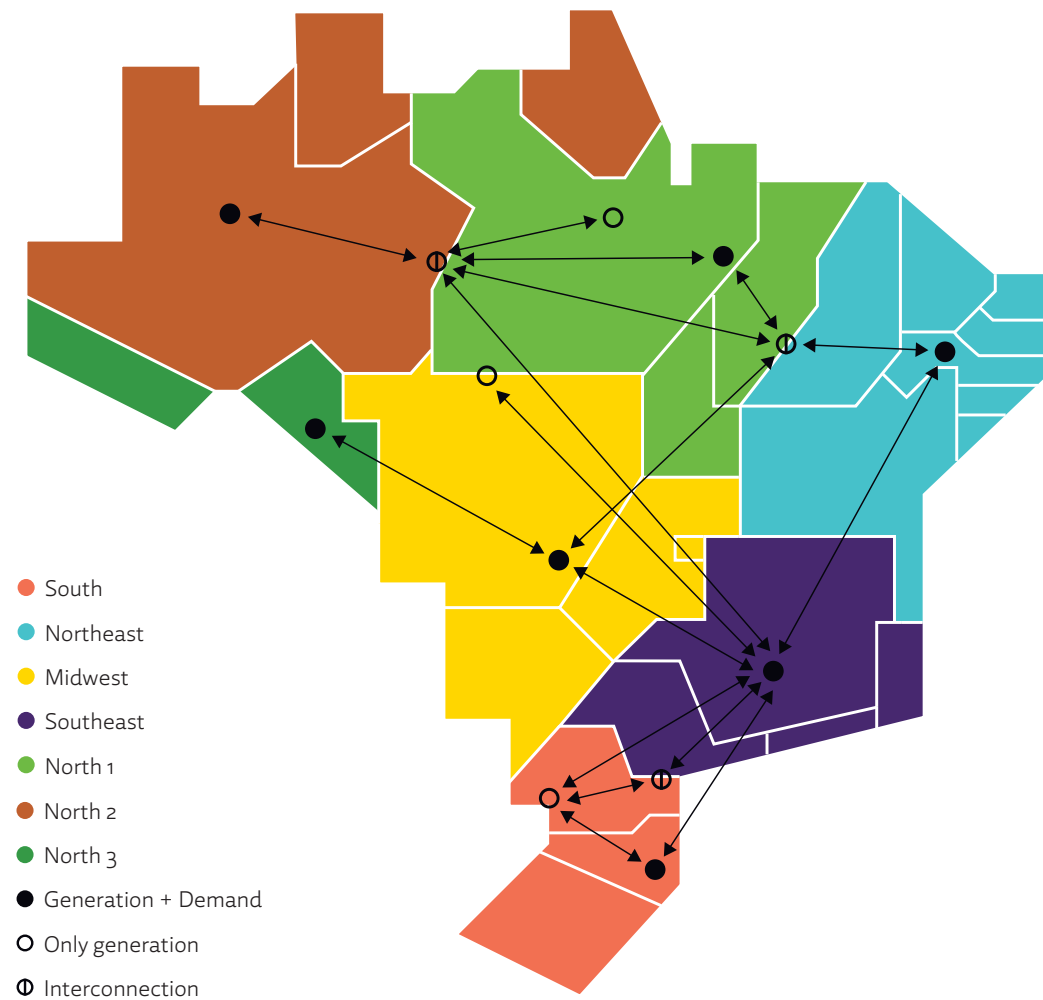 South
Northeast
Midwest
Southeast
North 1
North 2
North 3
Generation + Demand
Only generation
Interconnection